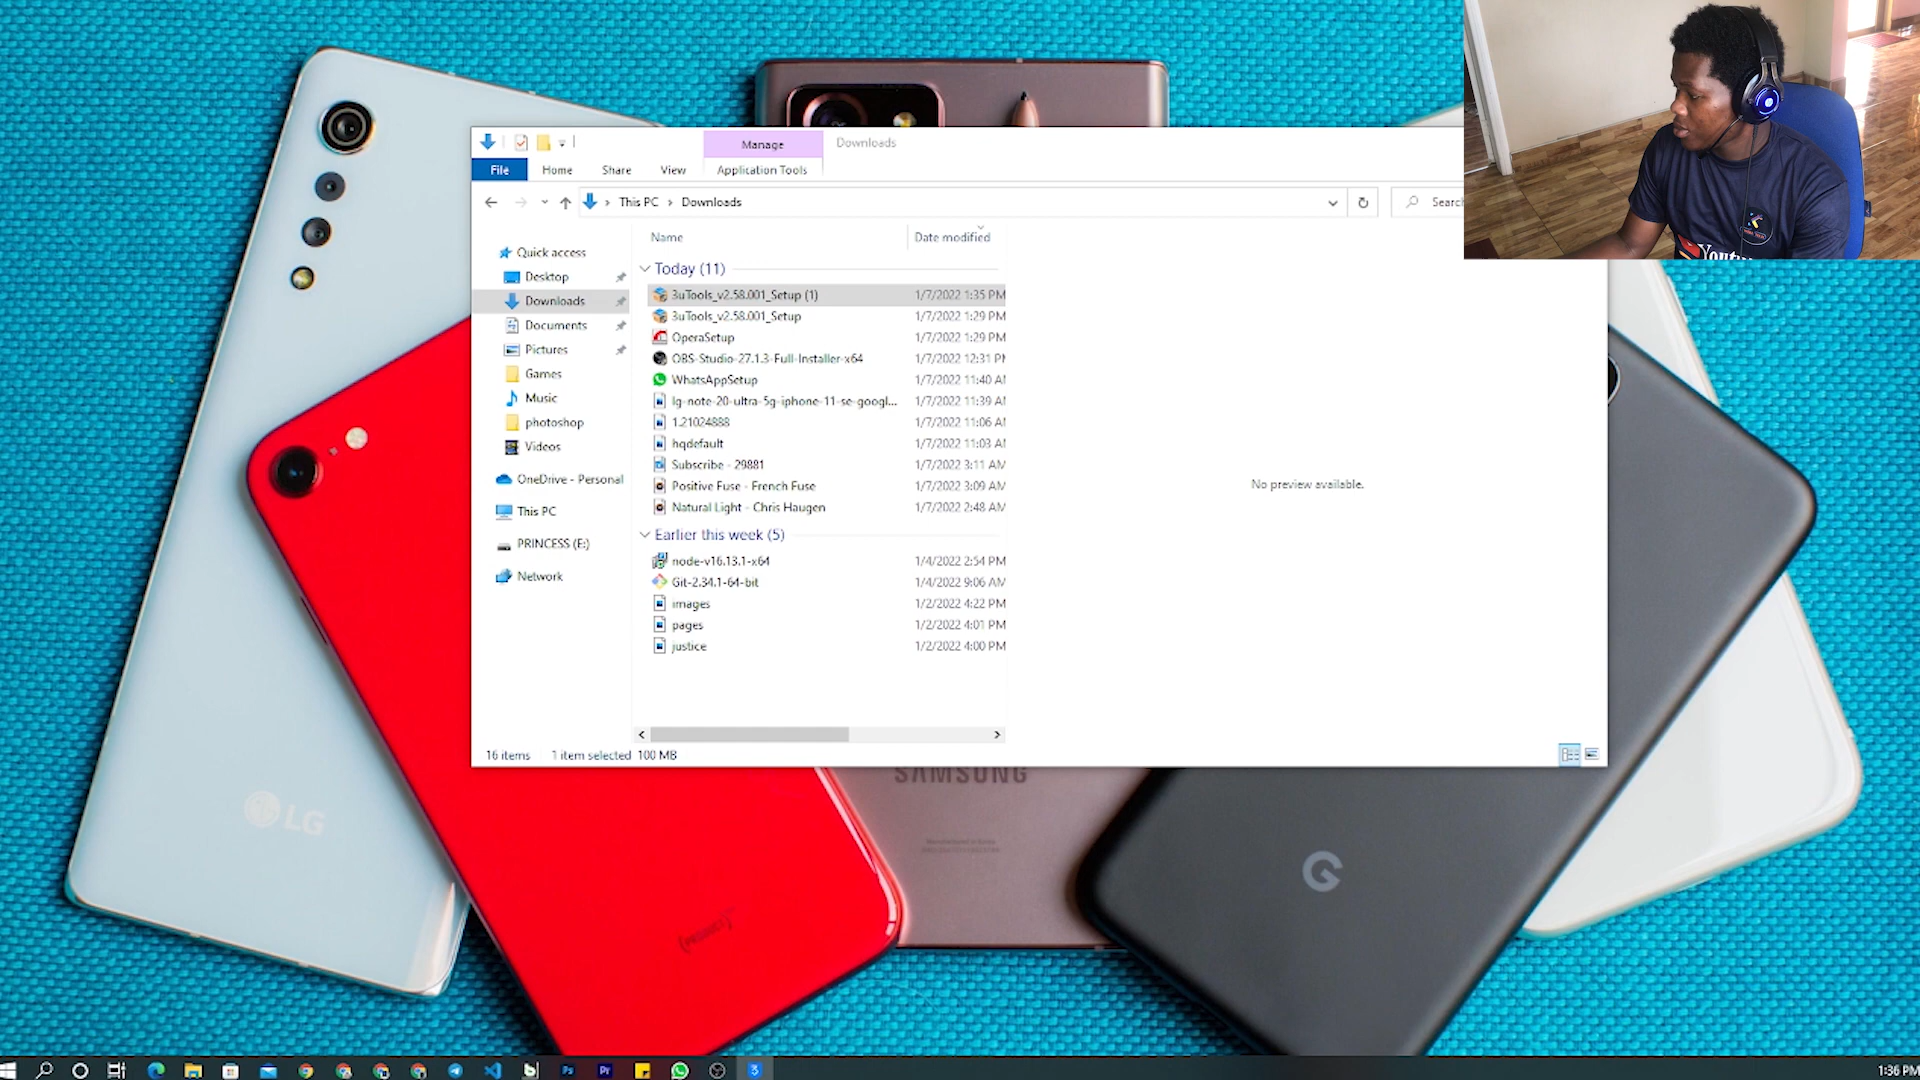 Manage
Downloads
File
Home
Share
View
Application Tools
This PC
Downloads
Search
Name
Date modified
Quick access
Desktop
Downloads
Documents
Pictures
Games
Music
photoshop
Videos
OneDrive - Personal
This PC
PRINCESS (E:)
Network
Today (11)
3uTools_v2.58.001_Setup (1) 1/7/2022 1:35 PM
3uTools_v2.58.001_Setup 1/7/2022 1:29 PM
OperaSetup 1/7/2022 1:29 PM
OBS-Studio-27.1.3-Full-Installer-x64 1/7/2022 12:31 PM
WhatsAppSetup 1/7/2022 11:40 AM
lg-note-20-ultra-5g-iphone-11-se-googl... 1/7/2022 11:39 AM
1.21024888 1/7/2022 11:06 AM
hqdefault 1/7/2022 11:03 AM
Subscribe - 29881 1/7/2022 3:11 AM
Positive Fuse - French Fuse 1/7/2022 3:09 AM
Natural Light - Chris Haugen 1/7/2022 2:48 AM
Earlier this week (5)
node-v16.13.1-x64 1/4/2022 2:54 PM
Git-2.34.1-64-bit 1/4/2022 9:06 AM
images 1/2/2022 4:22 PM
pages 1/2/2022 4:01 PM
justice 1/2/2022 4:00 PM
No preview available.
16 items 1 item selected 100 MB
SAMSUNG
LG
G
(PRODUCT)
Ps
Pr
3
1:36 PM